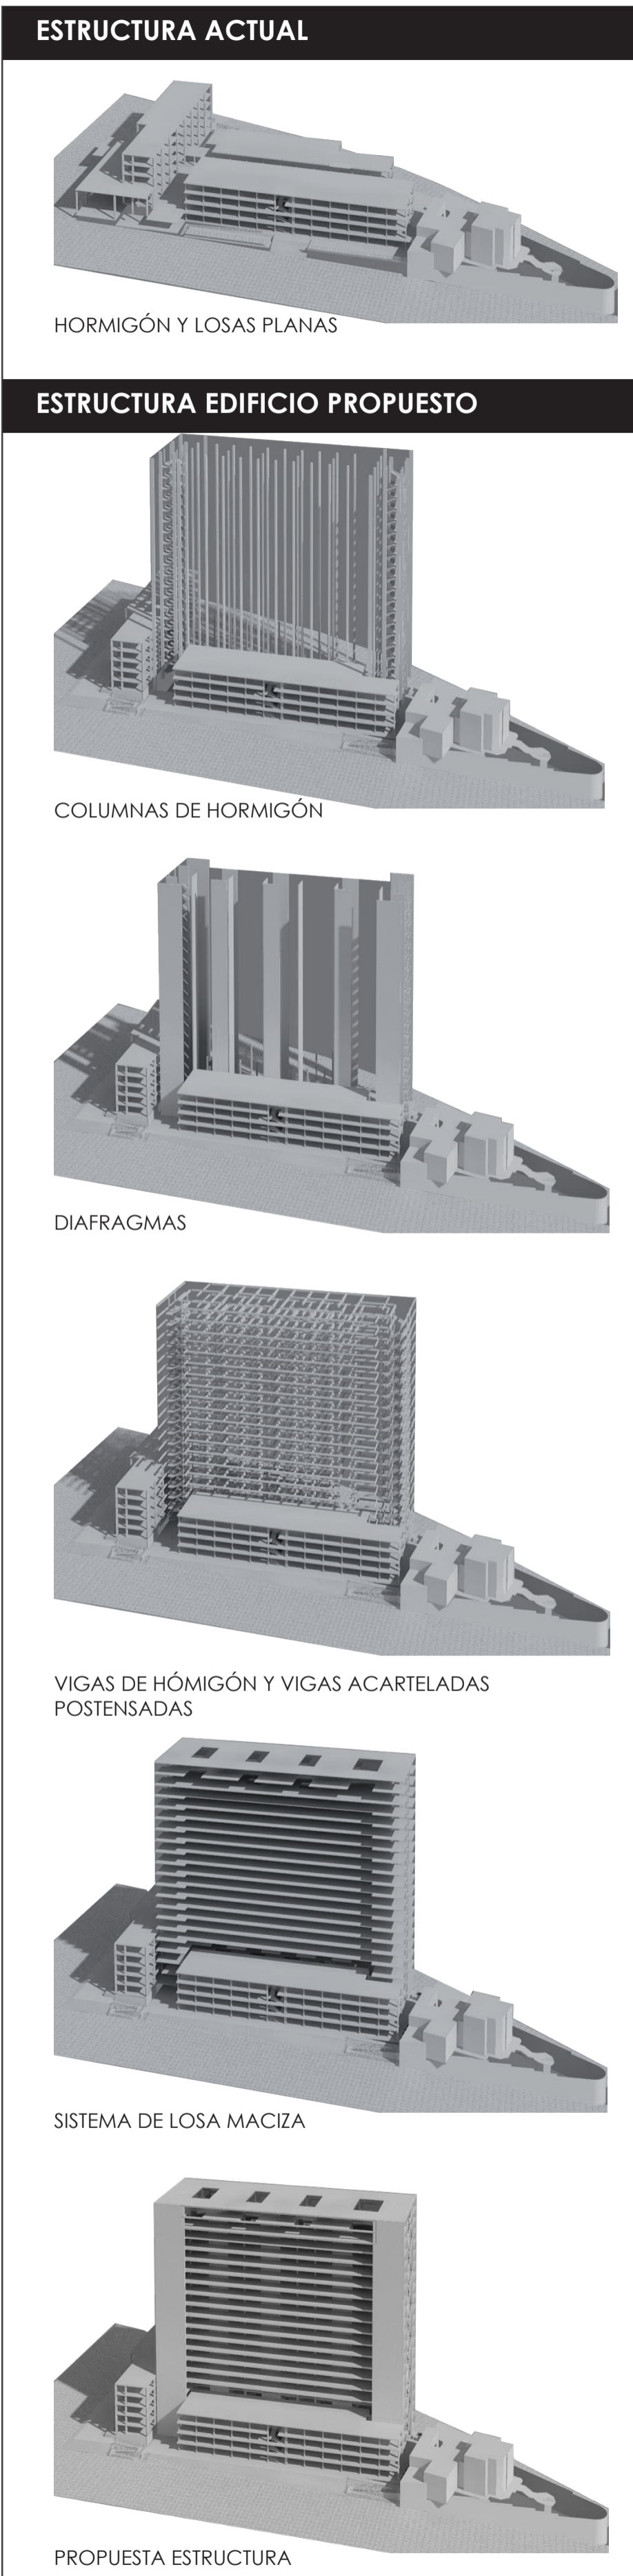 ESTRUCTURA ACTUAL
HORMIGÓN Y LOSAS PLANAS
ESTRUCTURA EDIFICIO PROPUESTO
COLUMNAS DE HORMIGÓN
DIAFRAGMAS
VIGAS DE HÓMIGÓN Y VIGAS ACARTELADAS
POSTENSADAS
SISTEMA DE LOSA MACIZA
PROPUESTA ESTRUCTURA